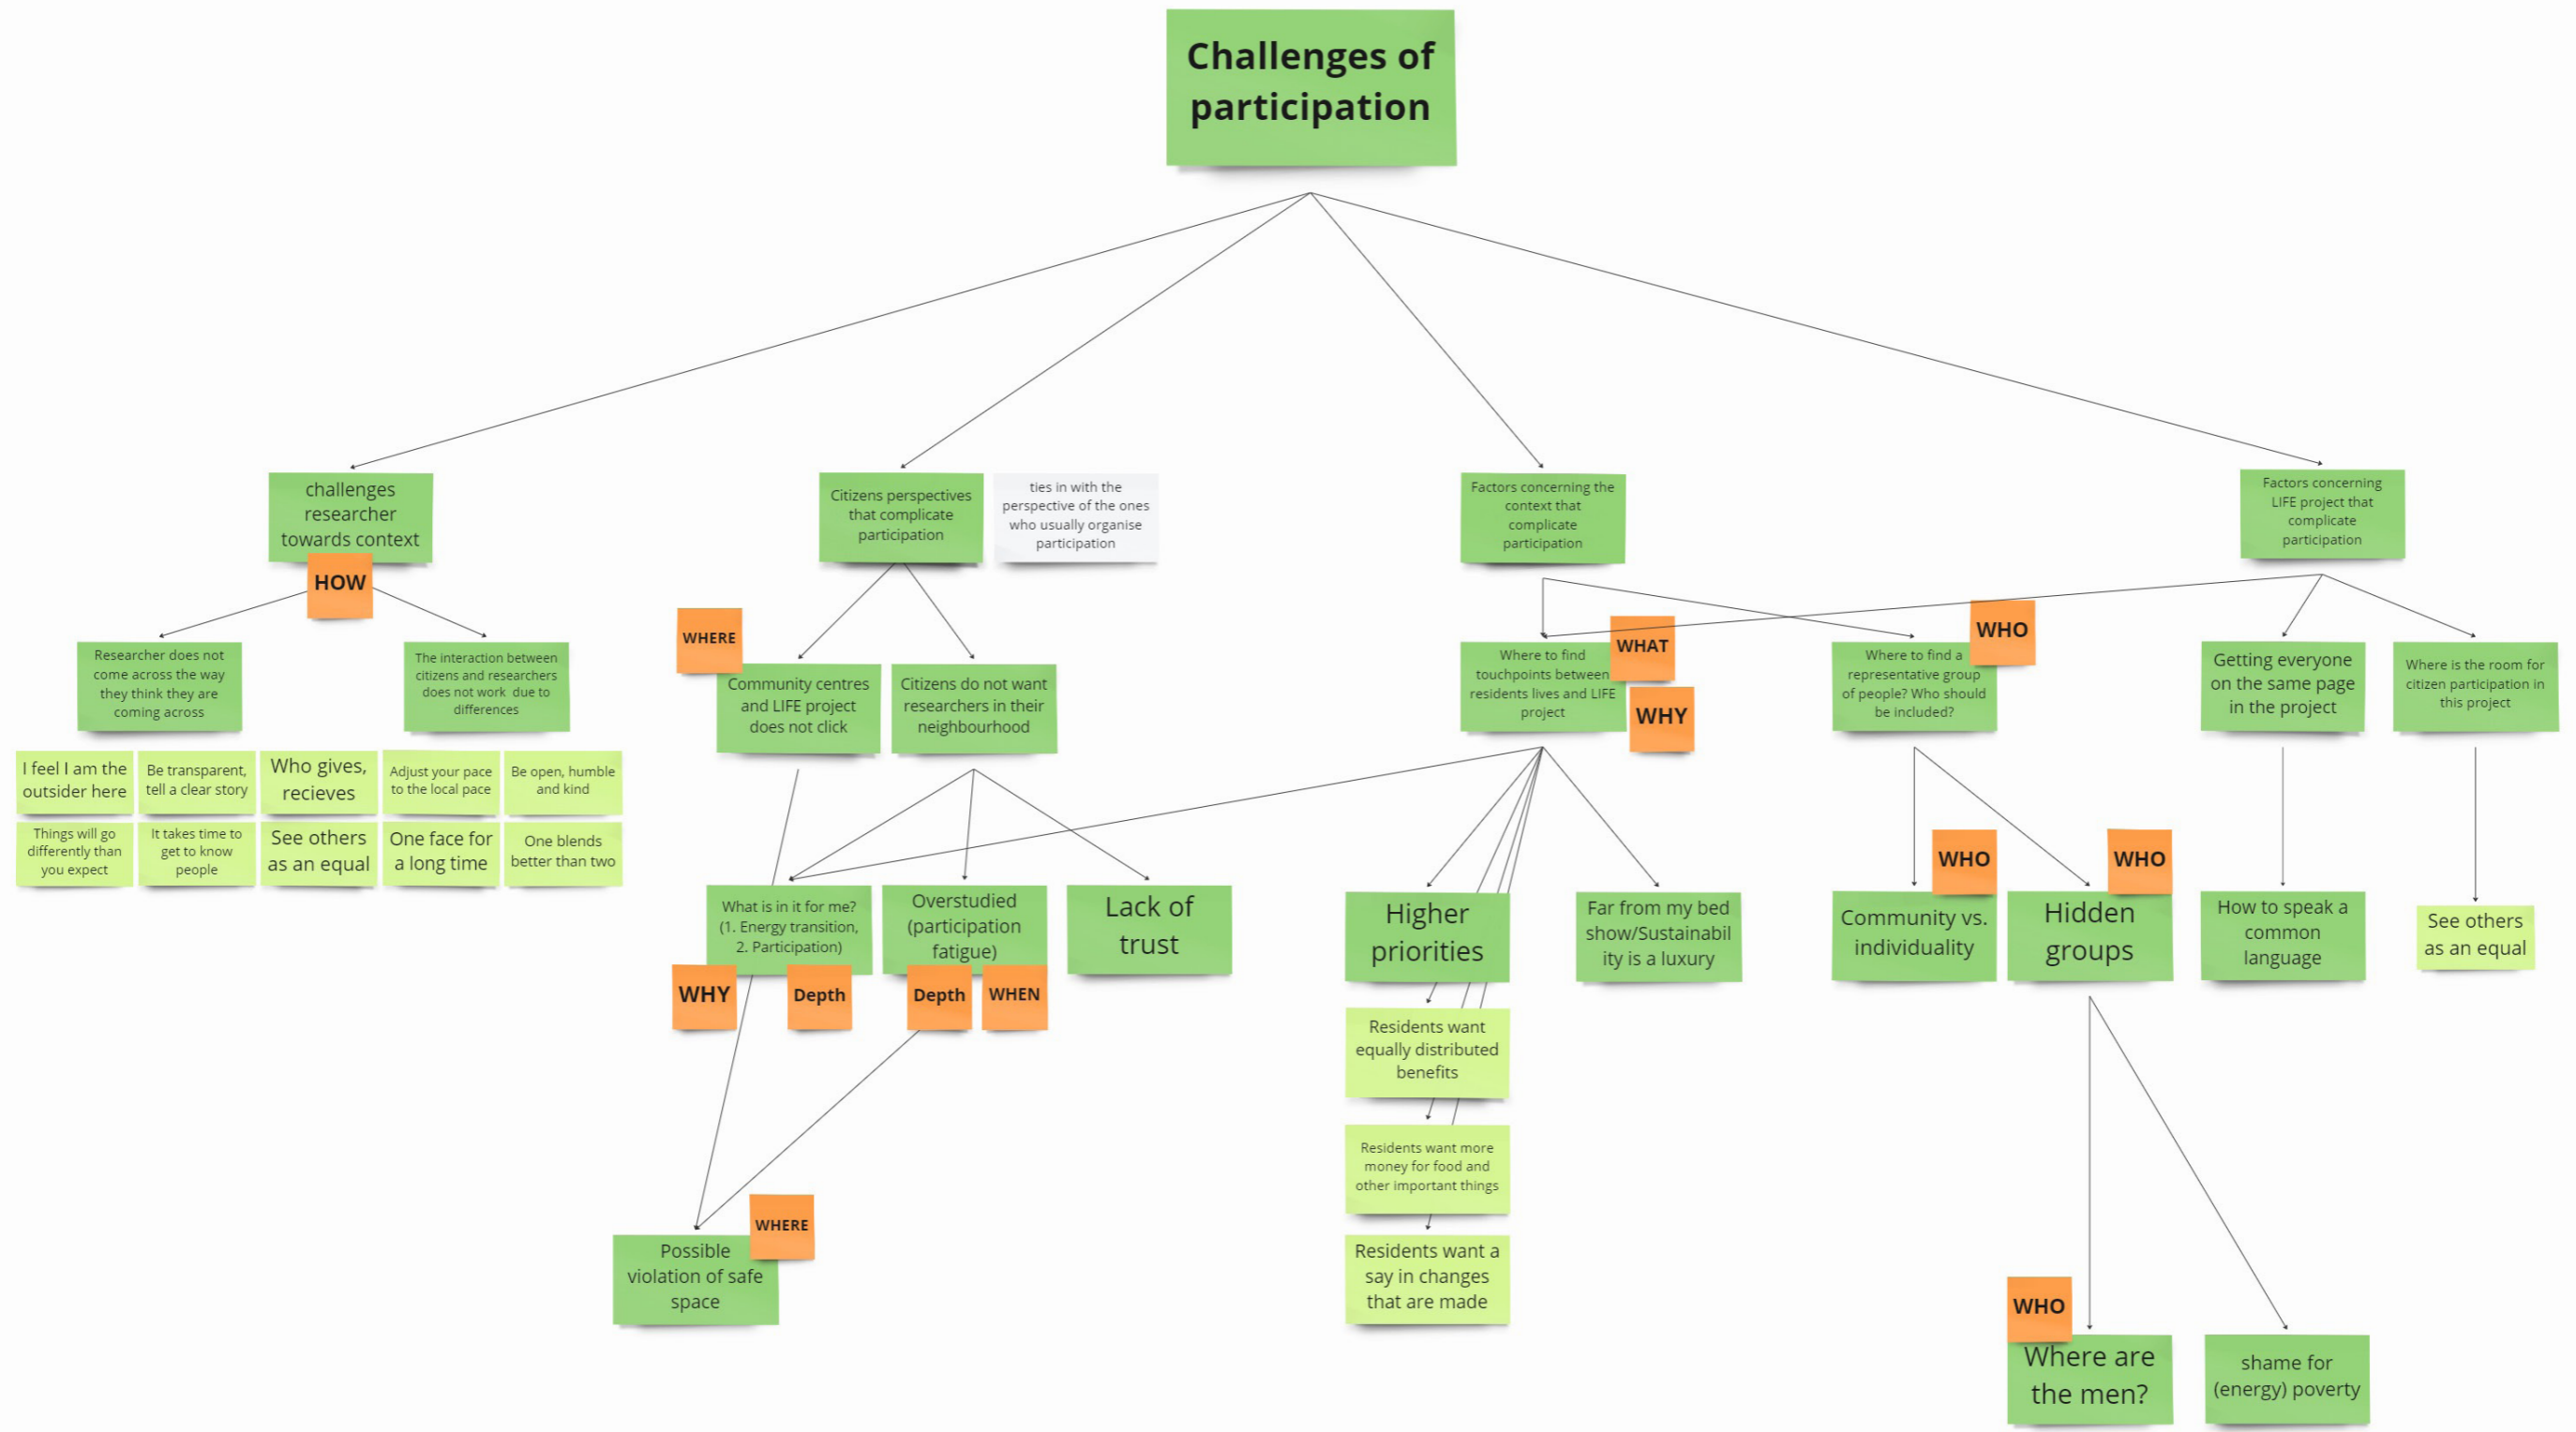 Challenges of
participation
challenges
researcher
towards context
HOW
Citizens perspectives
that complicate
participation
ties in with the
perspective of the ones
who usually organise
participation
Factors concerning the
context that
complicate
participation
Factors concerning
LIFE project that
complicate
participation
Researcher does not
come across the way
they think they are
coming across
The interaction between
citizens and researchers
does not work due to
differences
WHERE
Community centres
and LIFE project
does not click
Citizens do not want
researchers in their
neighbourhood
Where to find
touchpoints between
residents lives and LIFE
project
WHAT
WHY
Where to find a
representative group
of people? Who should
be included?
WHO
Getting everyone
on the same page
in the project
Where is the room for
citizen participation in
this project
I feel I am the
outsider here
Be transparent,
tell a clear story
Who gives,
recieves
Adjust your pace
to the local pace
Be open, humble
and kind
Things will go
differently than
you expect
It takes time to
get to know
people
See others
as an equal
One face for
a long time
One blends
better than two
What is in it for me?
(1. Energy transition,
2. Participation)
WHY
Depth
Overstudied
(participation
fatigue)
Depth
WHEN
Lack of
trust
Higher
priorities
Far from my bed
show/Sustainabil
ity is a luxury
WHO
Community vs.
individuality
WHO
Hidden
groups
How to speak a
common
language
See others
as an equal
Residents want
equally distributed
benefits
Residents want more
money for food and
other important things
Residents want a
say in changes
that are made
WHERE
Possible
violation of safe
space
WHO
Where are
the men?
shame for
(energy) poverty